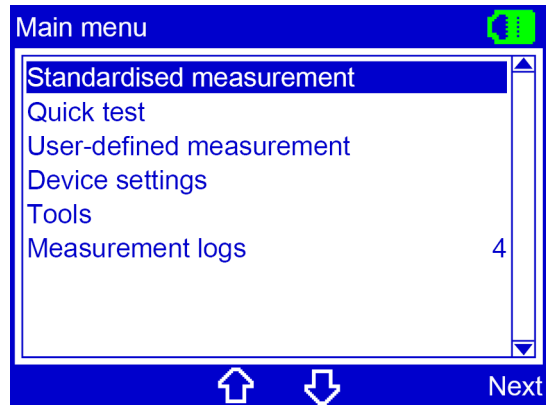 Main menu
Standardised measurement
Quick test
User-defined measurement
Device settings
Tools
Measurement logs 4
Next